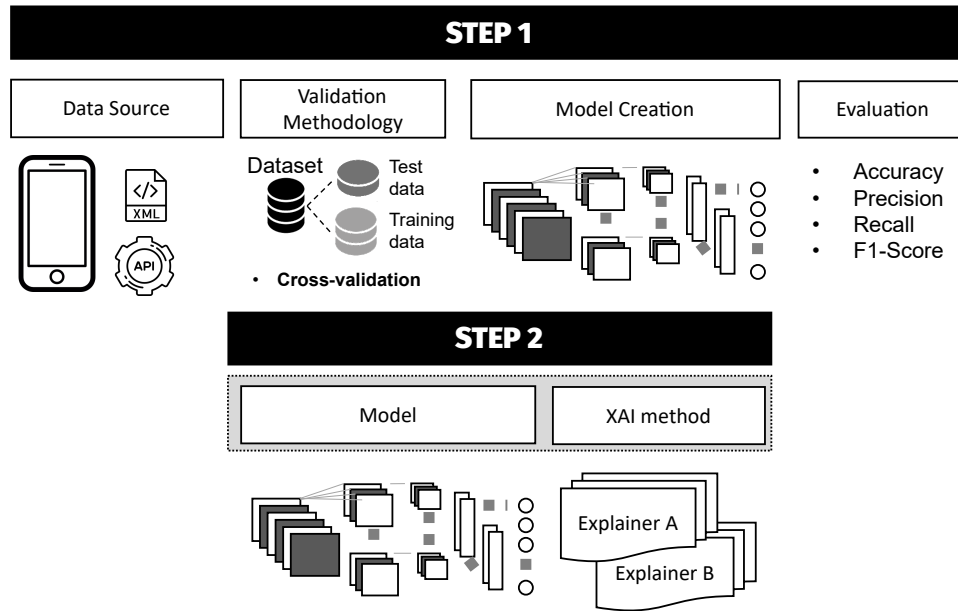 STEP 1
Data Source
Validation
Methodology
Model Creation
Evaluation
</>
XML
API
Dataset
Test
data
Training
data
• Cross-validation
• Accuracy
• Precision
• Recall
• F1-Score
STEP 2
Model
XAI method
Explainer A
Explainer B